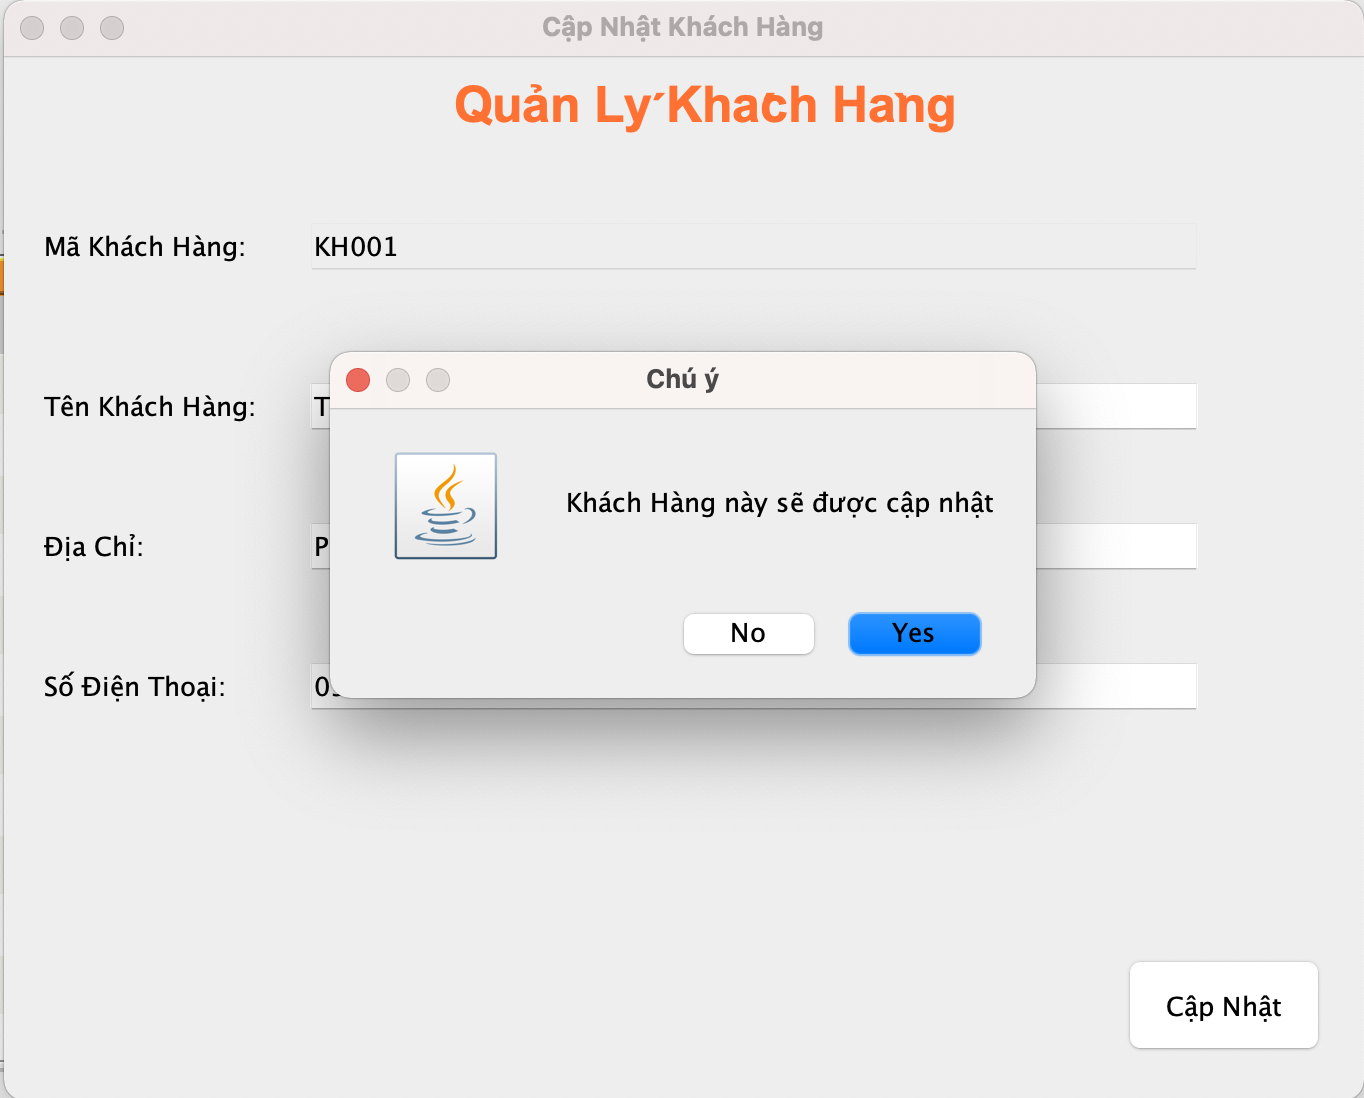 Cập Nhật Khách Hàng
Quản Lý Khách Hàng
Mã Khách Hàng: KH001
Chú ý
Tên Khách Hàng: T
Khách Hàng này sẽ được cập nhật
Địa Chỉ: P
No Yes
Số Điện Thoại: 0
Cập Nhật